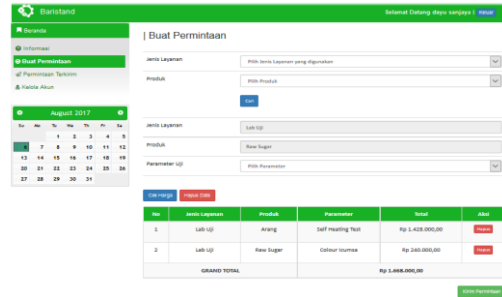 Baristand
Selamat Datang dayu sanjaya | Keluar
Beranda
Informasi
Buat Permintaan
Permintaan Terkirim
Kelola Akun
August 2017
Su Mo Tu We Th Fr Sa
1 2 3 4 5
6 7 8 9 10 11 12
13 14 15 16 17 18 19
20 21 22 23 24 25 26
27 28 29 30 31
| Buat Permintaan
Jenis Layanan
Pilih Jenis Layanan yang digunakan
Produk
Pilih Produk
Cari
Jenis Layanan
Lab Uji
Produk
Raw Sugar
Parameter Uji
Pilih Parameter
Cek Harga Hapus Data
No Jenis Layanan Produk Parameter Total Aksi
1 Lab Uji Arang Self Heating Test Rp 1.428.000,00 Hapus
2 Lab Uji Raw Sugar Colour Icumsa Rp 240.000,00 Hapus
GRAND TOTAL Rp 1.668.000,00
Kirim Permintaan